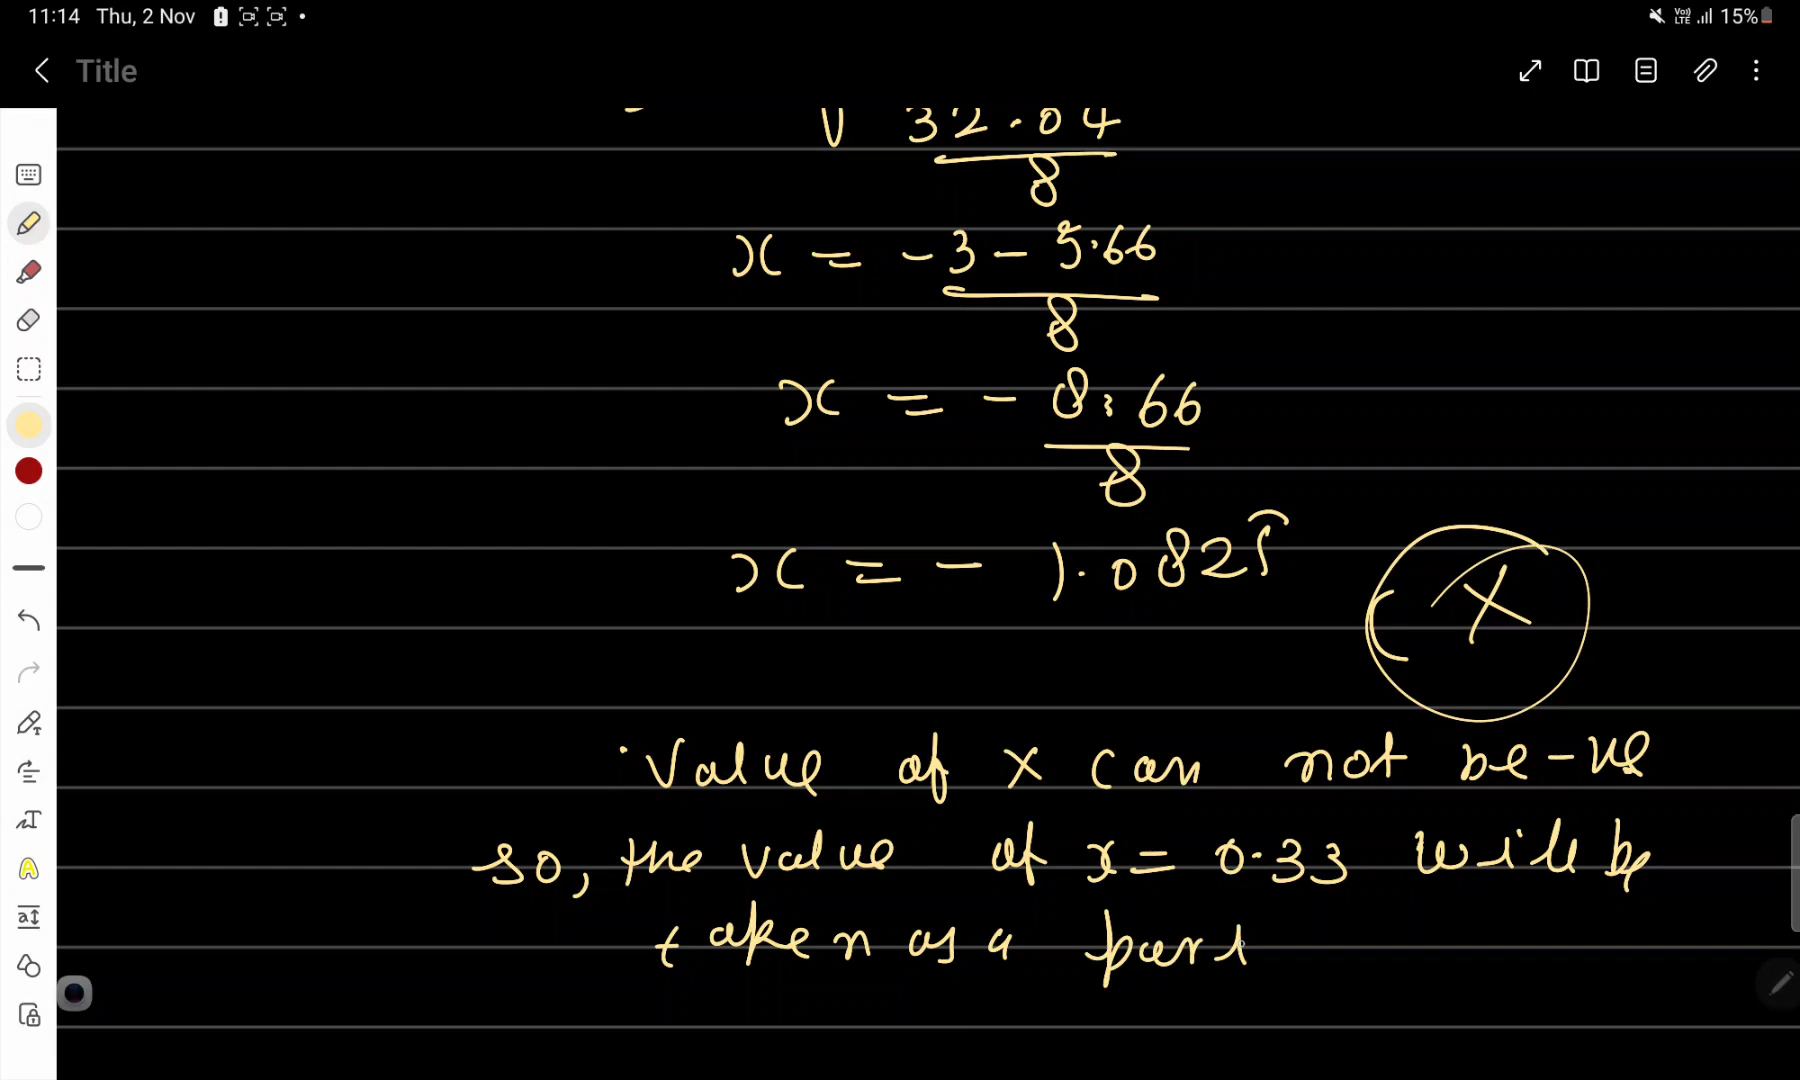 11:14 Thu, 2 Nov 15%
Title
√ 32.04
8
x = -3 - 5.66
8
x = - 8.66
8
x = - 1.082
X
Value of x can not be -ve
so, the value of x = 0.33 will be
taken as a part